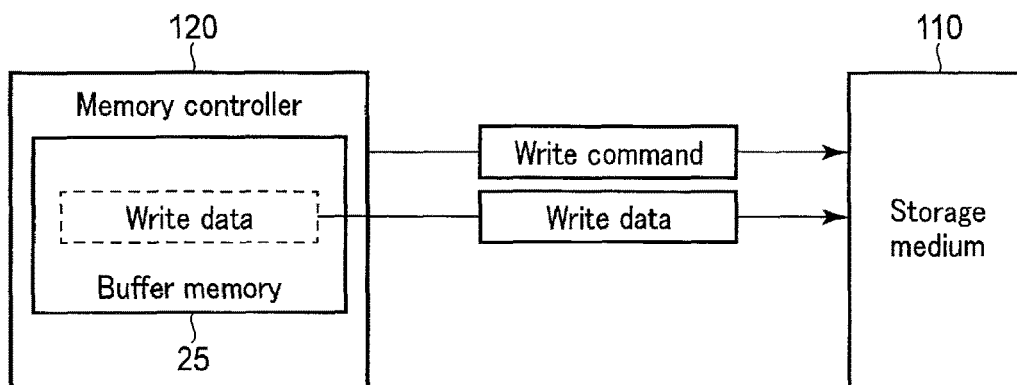 120
110
Memory controller
Write command
Write data
Write data
Storage
medium
Buffer memory
25